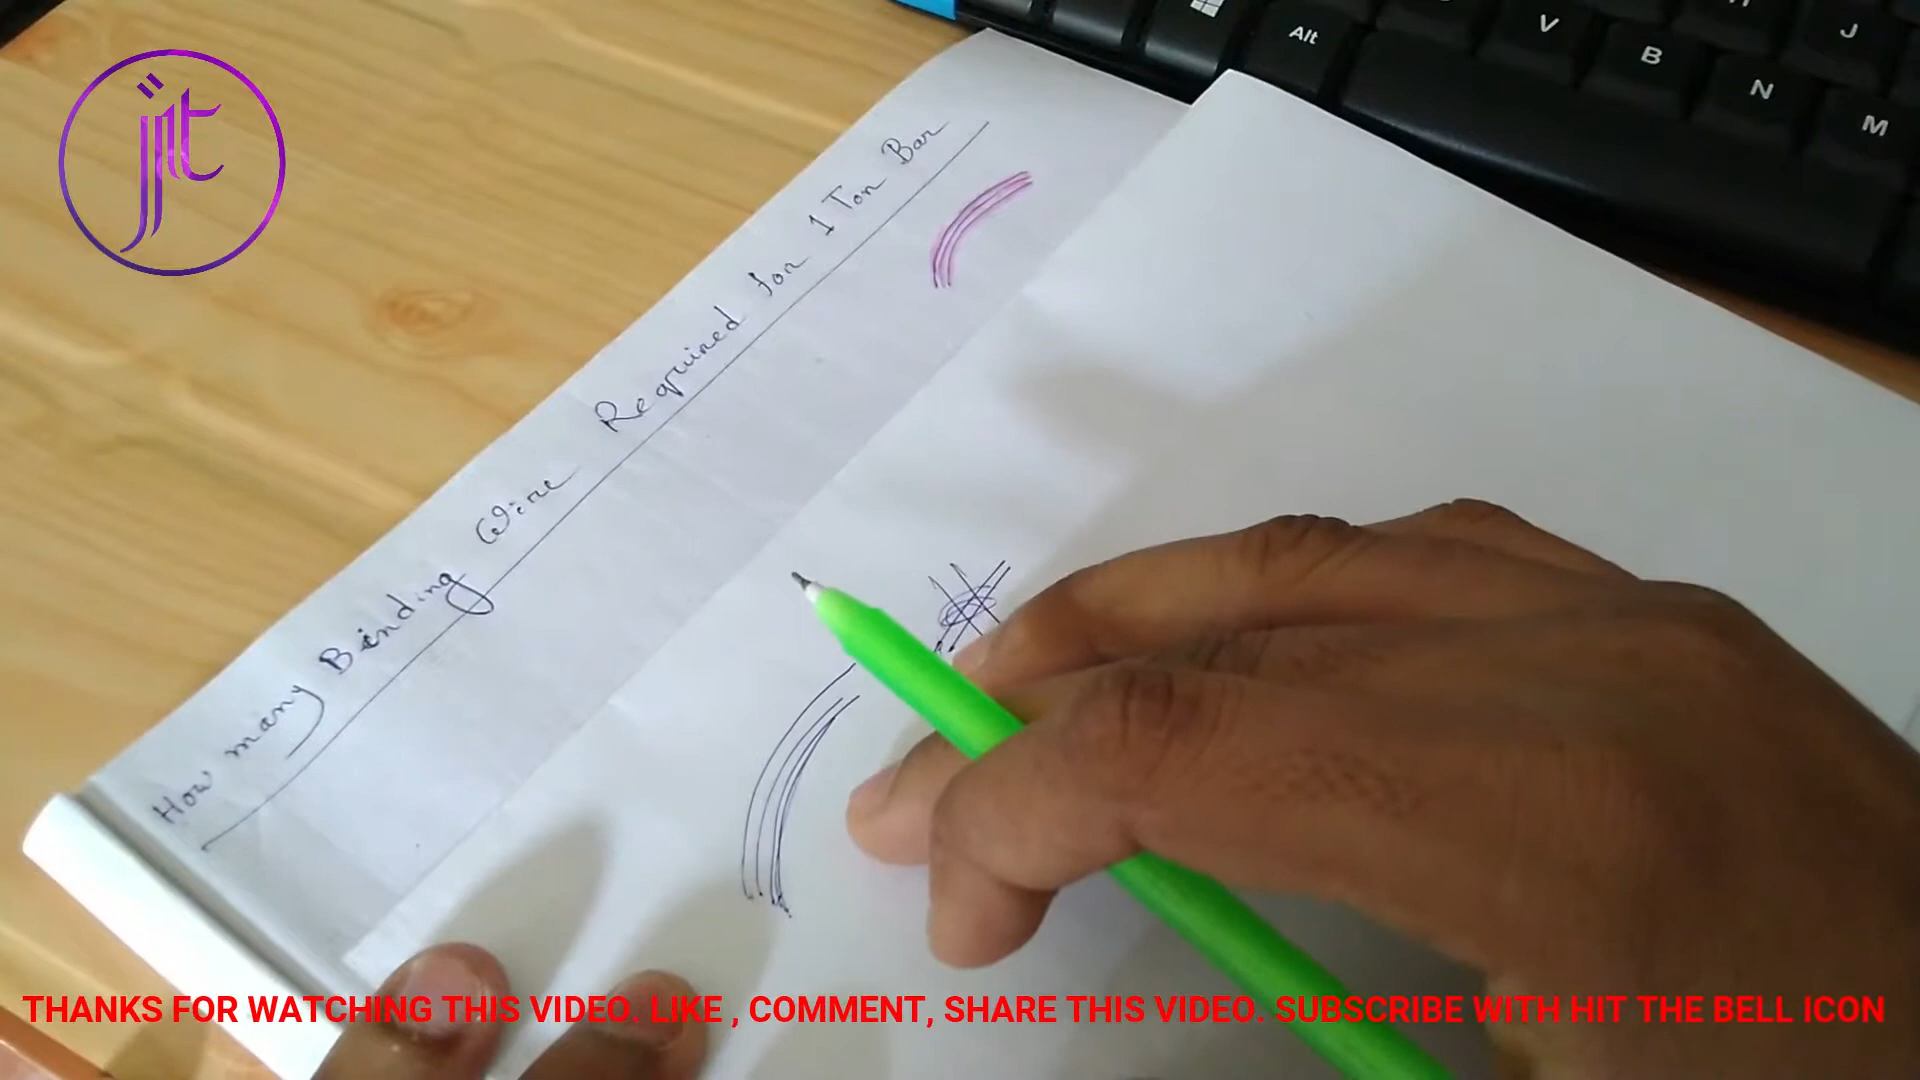 jjt
How many Binding Wire Required for 1 Ton Bar
Alt
V
B
N
M
J
THANKS FOR WATCHING THIS VIDEO. LIKE , COMMENT, SHARE THIS VIDEO. SUBSCRIBE WITH HIT THE BELL ICON